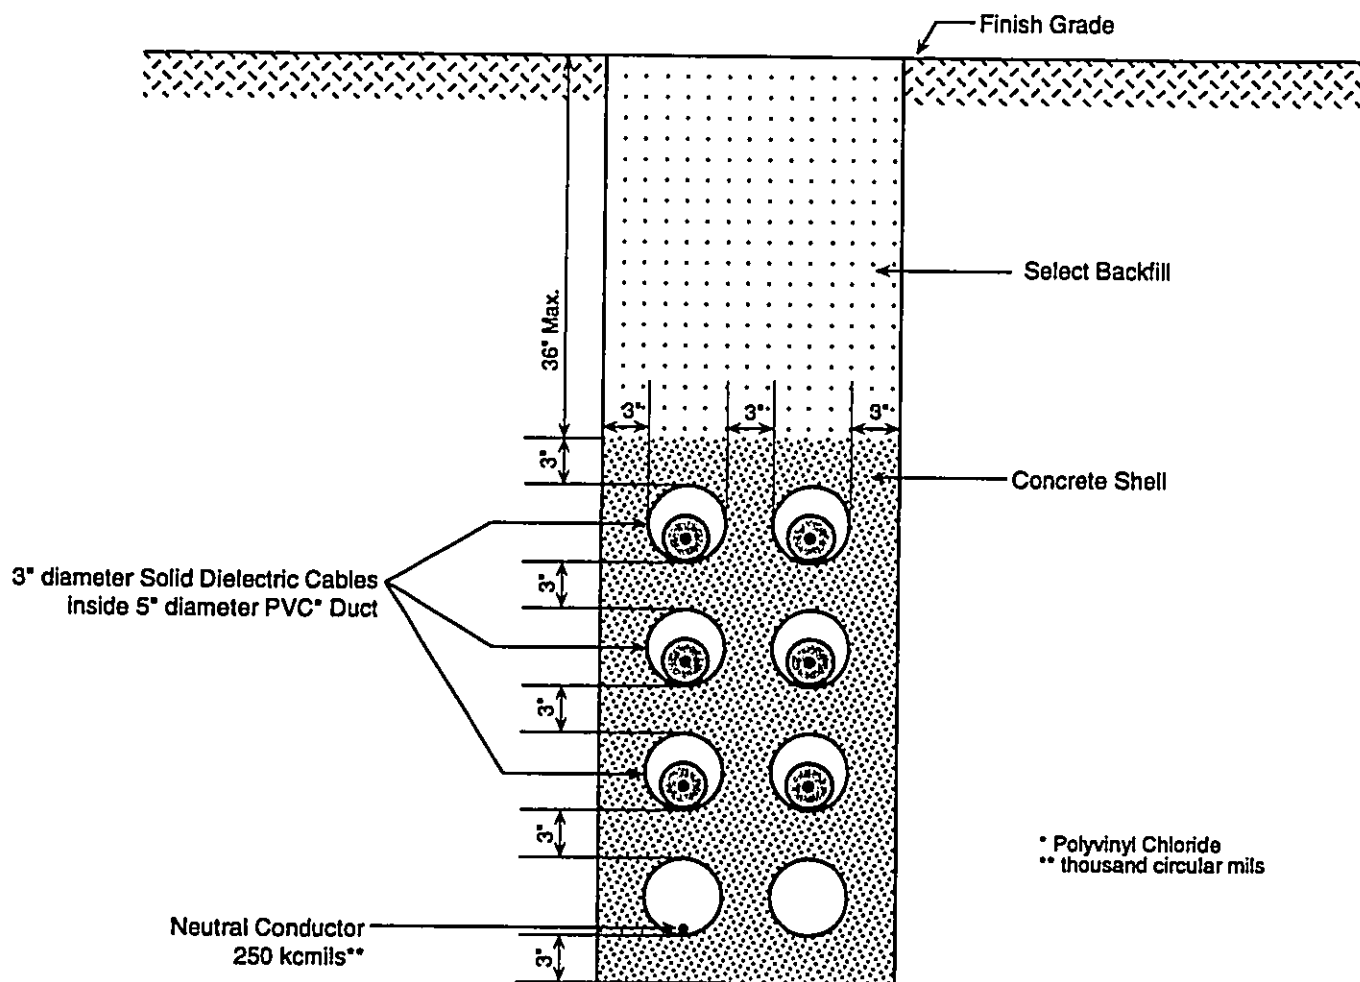 Finish Grade
Select Backfill
36" Max.
3"
3"
3"
3"
Concrete Shell
3" diameter Solid Dielectric Cables
inside 5" diameter PVC* Duct
3"
3"
3"
* Polyvinyl Chloride
** thousand circular mils
Neutral Conductor
250 kcmils**
3"